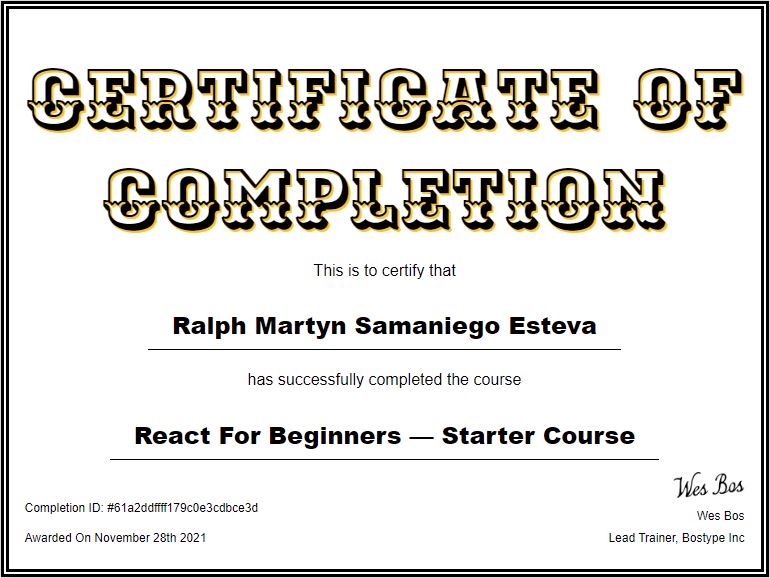 CERTIFICATE OF
COMPLETION
This is to certify that
Ralph Martyn Samaniego Esteva
has successfully completed the course
React For Beginners — Starter Course
Wes Bos
Completion ID: #61a2ddffff179c0e3cdbce3d
Wes Bos
Awarded On November 28th 2021
Lead Trainer, Bostype Inc